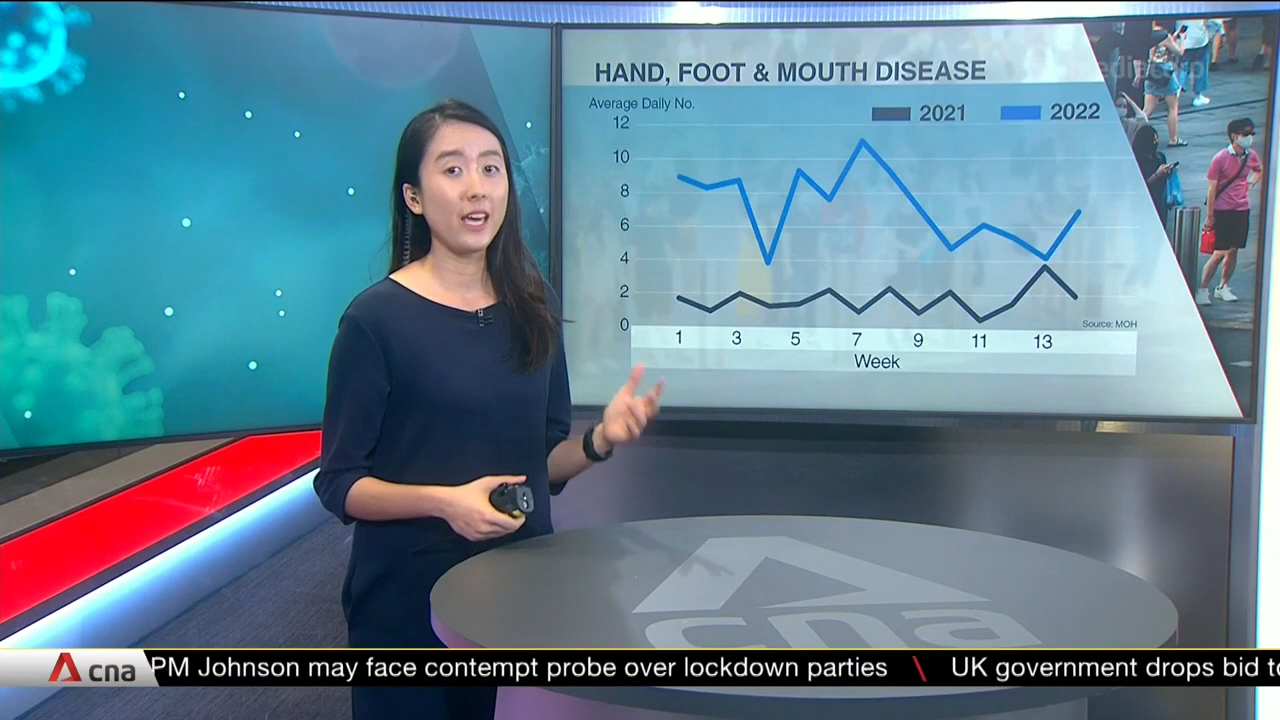 mediacorp
HAND, FOOT & MOUTH DISEASE
Average Daily No.
2021
2022
12
10
8
6
4
2
0
Source: MOH
1 3 5 7 9 11 13
Week
cna
cna
PM Johnson may face contempt probe over lockdown parties \ UK government drops bid to